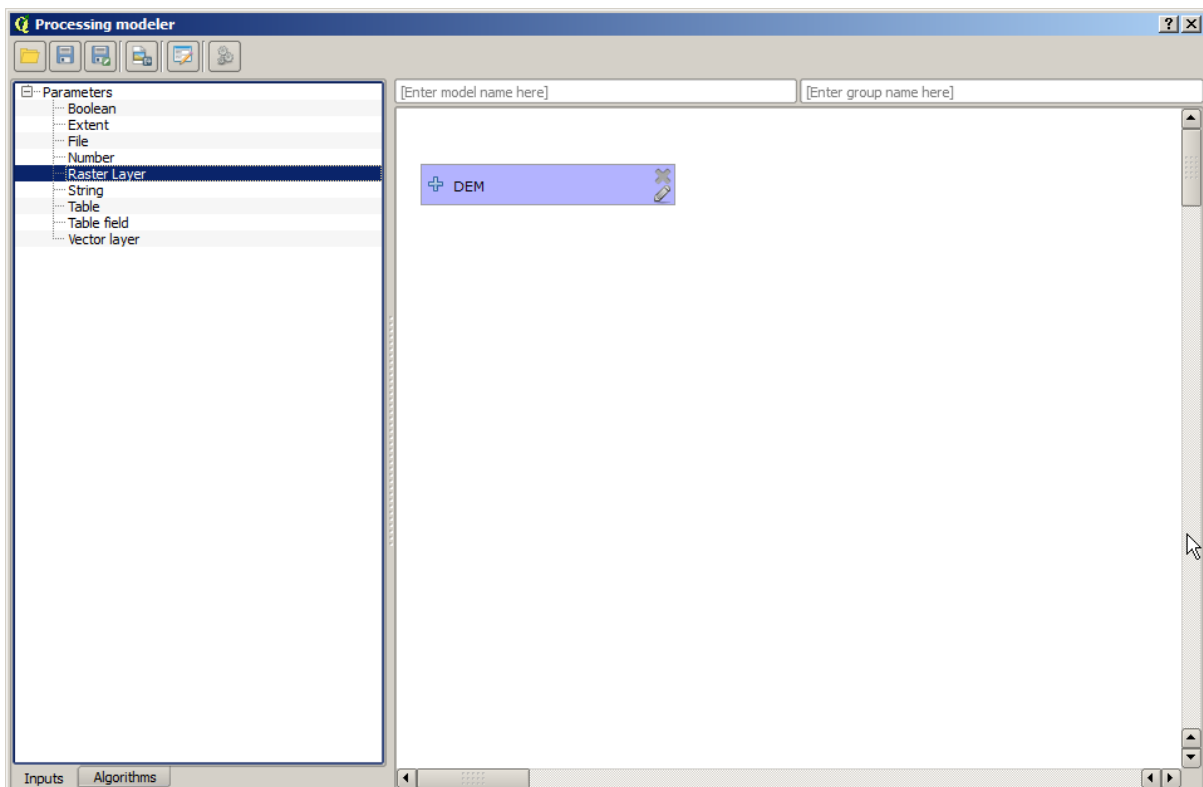 Processing modeler
[Enter model name here]
[Enter group name here]
Parameters
Boolean
Extent
File
Number
Raster Layer
String
Table
Table field
Vector layer
DEM
Inputs
Algorithms